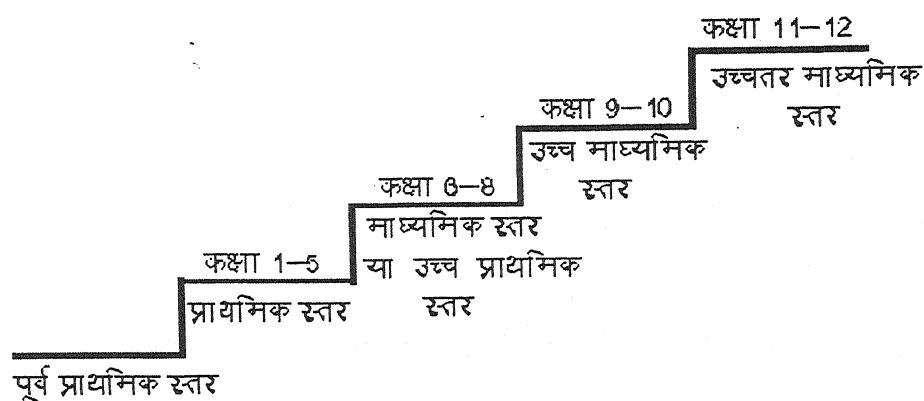 कक्षा 11–12
उच्चतर माध्यमिक
स्तर
कक्षा 9–10
उच्च माध्यमिक
स्तर
कक्षा 6–8
माध्यमिक स्तर
या उच्च प्राथमिक
स्तर
कक्षा 1–5
प्राथमिक स्तर
पूर्व प्राथमिक स्तर